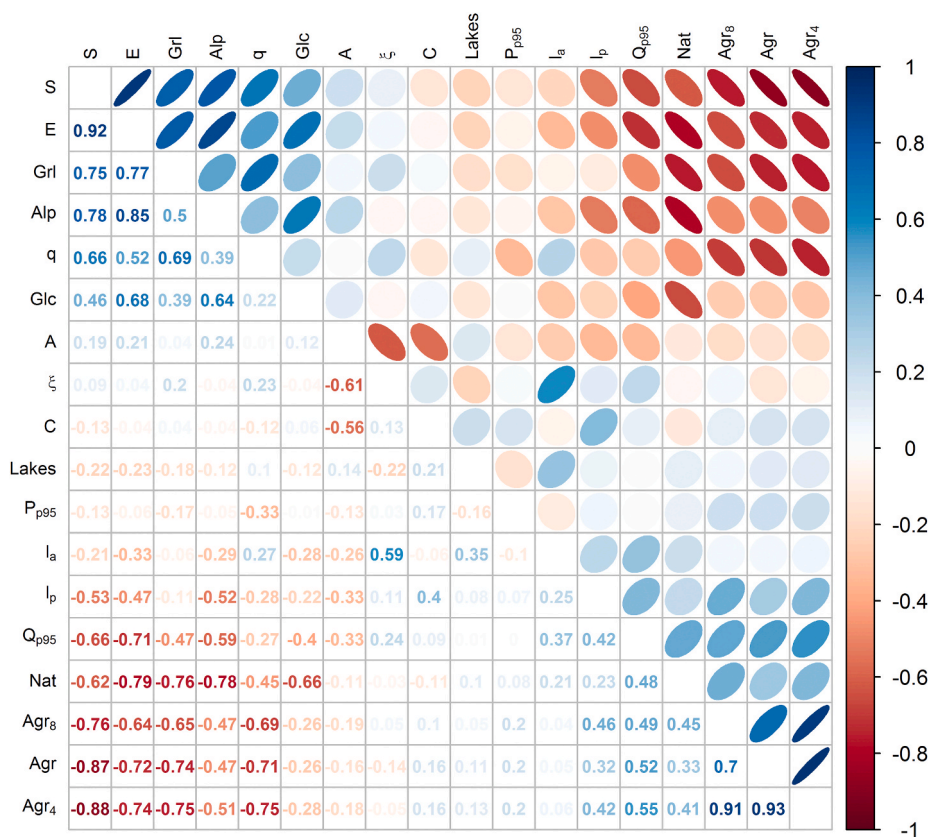 S E Grl Alp q Glc A ξ C Lakes Pp95 Ia Ip Qp95 Nat Agr8 Agr Agr4
S
E 0.92
Grl 0.75 0.77
Alp 0.78 0.85 0.5
q 0.66 0.52 0.69 0.39
Glc 0.46 0.68 0.39 0.64 0.22
A 0.19 0.21 0.04 0.24 0.01 0.12
ξ 0.09 0.04 0.2 -0.04 0.23 -0.04 -0.61
C -0.13 -0.04 0.04 -0.04 -0.12 0.06 -0.56 0.13
Lakes -0.22 -0.23 -0.18 -0.12 0.1 -0.12 0.14 -0.22 0.21
Pp95 -0.13 -0.06 -0.17 -0.05 -0.33 0.01 -0.13 0.03 0.17 -0.16
Ia -0.21 -0.33 -0.06 -0.29 0.27 -0.28 -0.26 0.59 -0.06 0.35 -0.1
Ip -0.53 -0.47 -0.11 -0.52 -0.28 -0.22 -0.33 0.11 0.4 0.08 0.07 0.25
Qp95 -0.66 -0.71 -0.47 -0.59 -0.27 -0.4 -0.33 0.24 0.09 0.01 0 0.37 0.42
Nat -0.62 -0.79 -0.76 -0.78 -0.45 -0.66 -0.11 -0.03 -0.11 0.1 0.08 0.21 0.23 0.48
Agr8 -0.76 -0.64 -0.65 -0.47 -0.69 -0.26 -0.19 0.05 0.1 0.05 0.2 0.04 0.46 0.49 0.45
Agr -0.87 -0.72 -0.74 -0.47 -0.71 -0.26 -0.16 -0.14 0.16 0.11 0.2 0.05 0.32 0.52 0.33 0.7
Agr4 -0.88 -0.74 -0.75 -0.51 -0.75 -0.28 -0.18 -0.05 0.16 0.13 0.2 0.06 0.42 0.55 0.41 0.91 0.93
1
0.8
0.6
0.4
0.2
0
-0.2
-0.4
-0.6
-0.8
-1